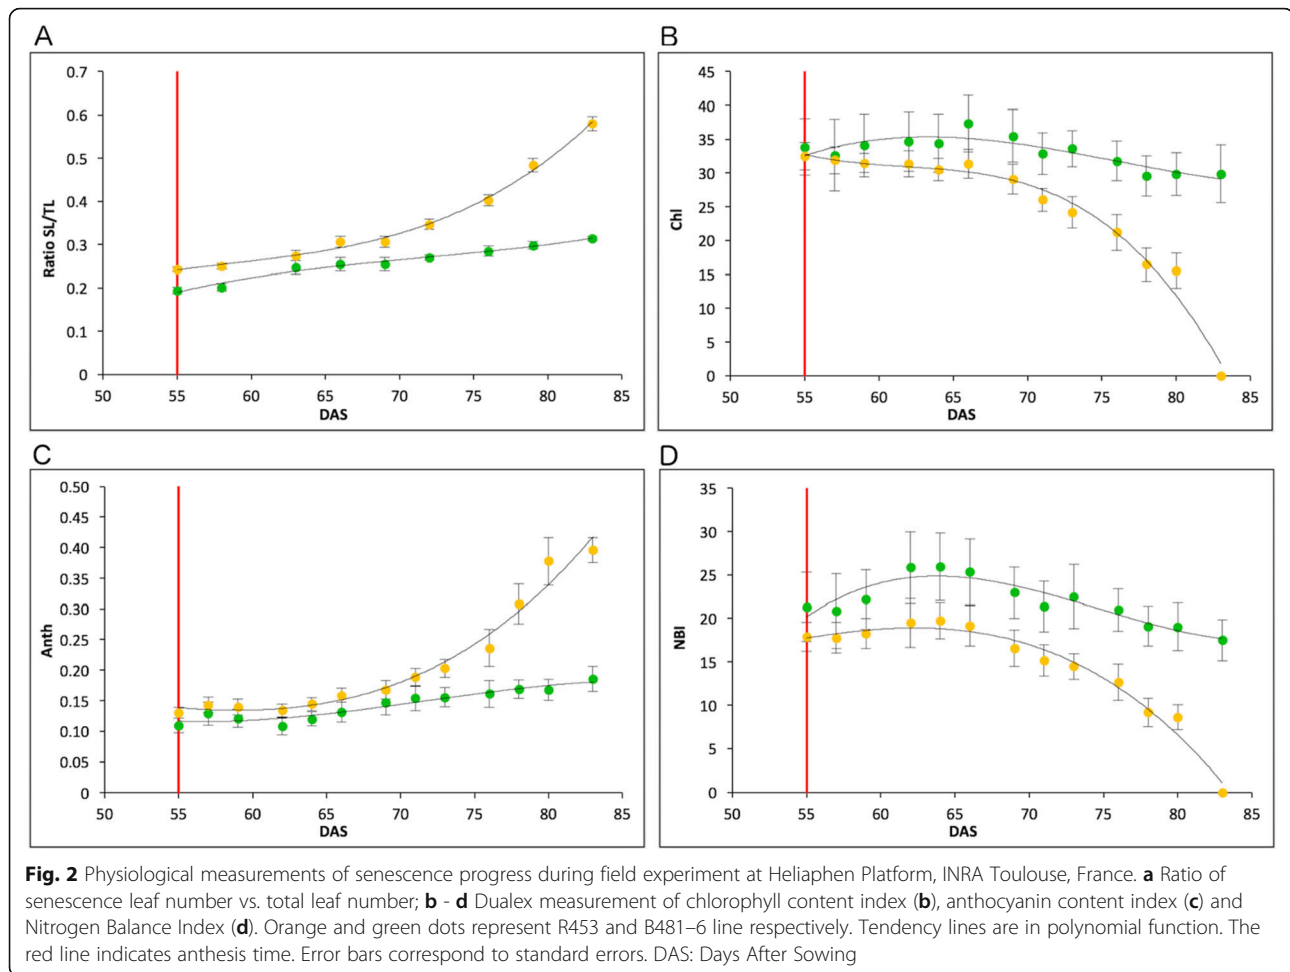 A
0.7
0.6
0.5
0.4
0.3
0.2
0.1
0
Ratio SL/TL
50 55 60 65 70 75 80 85
DAS
B
45
40
35
30
25
20
15
10
5
0
Chl
50 55 60 65 70 75 80 85
DAS
C
0.50
0.45
0.40
0.35
0.30
0.25
0.20
0.15
0.10
0.05
0
Anth
50 55 60 65 70 75 80 85
DAS
D
35
30
25
20
15
10
5
0
NBI
50 55 60 65 70 75 80 85
DAS
Fig. 2 Physiological measurements of senescence progress during field experiment at Heliaphen Platform, INRA Toulouse, France. a Ratio of
senescence leaf number vs. total leaf number; b - d Dualex measurement of chlorophyll content index (b), anthocyanin content index (c) and
Nitrogen Balance Index (d). Orange and green dots represent R453 and B481–6 line respectively. Tendency lines are in polynomial function. The
red line indicates anthesis time. Error bars correspond to standard errors. DAS: Days After Sowing